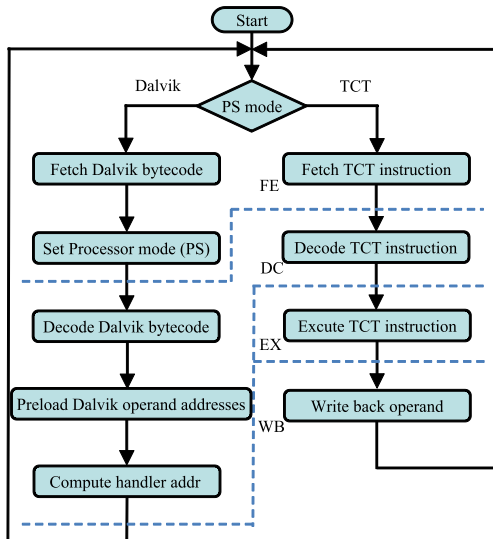 Start
Dalvik
TCT
PS mode
Fetch Dalvik bytecode
Fetch TCT instruction
FE
Set Processor mode (PS)
Decode TCT instruction
DC
Decode Dalvik bytecode
Excute TCT instruction
EX
Preload Dalvik operand addresses
Write back operand
WB
Compute handler addr